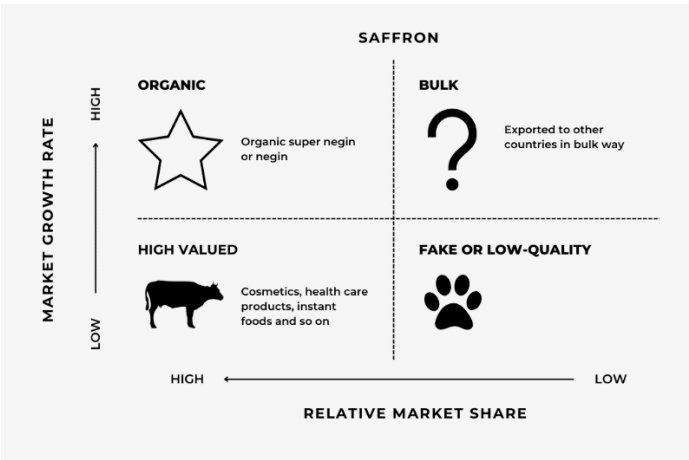 SAFFRON
ORGANIC
Organic super negin
or negin
BULK
?
Exported to other
countries in bulk way
HIGH VALUED
Cosmetics, health care
products, instant
foods and so on
FAKE OR LOW-QUALITY
MARKET GROWTH RATE
HIGH
LOW
HIGH
LOW
RELATIVE MARKET SHARE